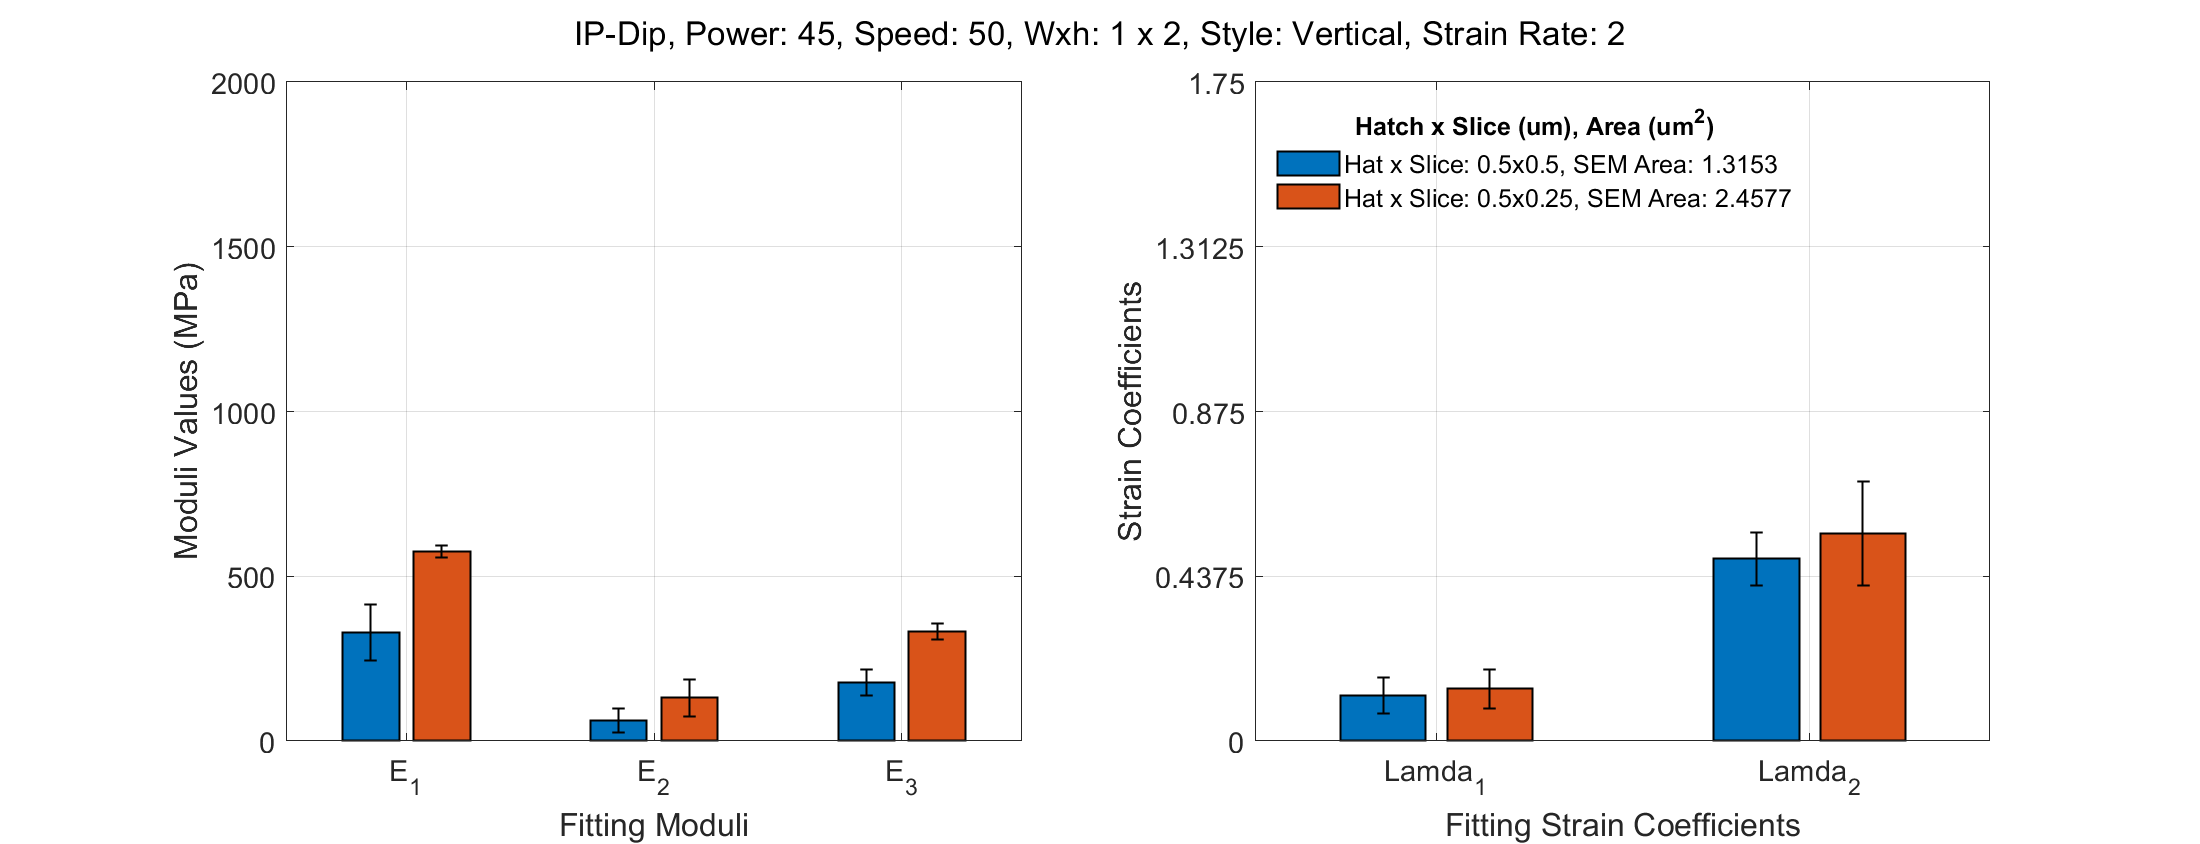 IP-Dip, Power: 45, Speed: 50, Wxh: 1 x 2, Style: Vertical, Strain Rate: 2
Moduli Values (MPa)
2000
1500
1000
500
0
E1
E2
E3
Fitting Moduli
Strain Coefficients
1.75
1.3125
0.875
0.4375
0
Hatch x Slice (um), Area (um2)
Hat x Slice: 0.5x0.5, SEM Area: 1.3153
Hat x Slice: 0.5x0.25, SEM Area: 2.4577
Lamda1
Lamda2
Fitting Strain Coefficients